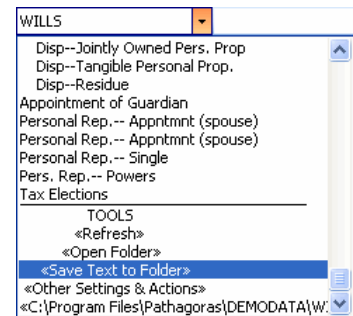 WILLS
Disp--Jointly Owned Pers. Prop
Disp--Tangible Personal Prop.
Disp--Residue
Appointment of Guardian
Personal Rep.-- Appntmnt (spouse)
Personal Rep.-- Appntmnt (spouse)
Personal Rep.-- Single
Pers. Rep.-- Powers
Tax Elections
TOOLS
«Refresh»
«Open Folder»
«Save Text to Folder»
«Other Settings & Actions»
«C:\Program Files\Pathagoras\DEMODATA\W